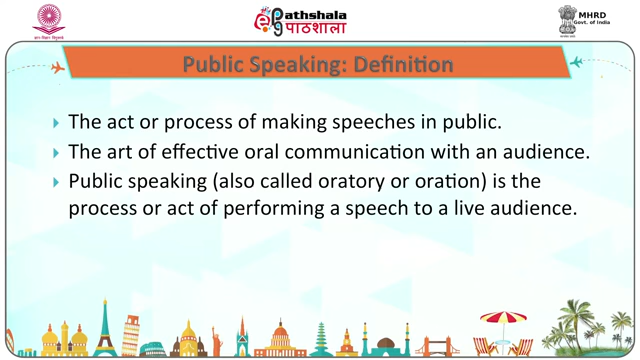 Pathshala
पाठशाला
MHRD
Govt. of India
Public Speaking: Definition
The act or process of making speeches in public.
The art of effective oral communication with an audience.
Public speaking (also called oratory or oration) is the
process or act of performing a speech to a live audience.